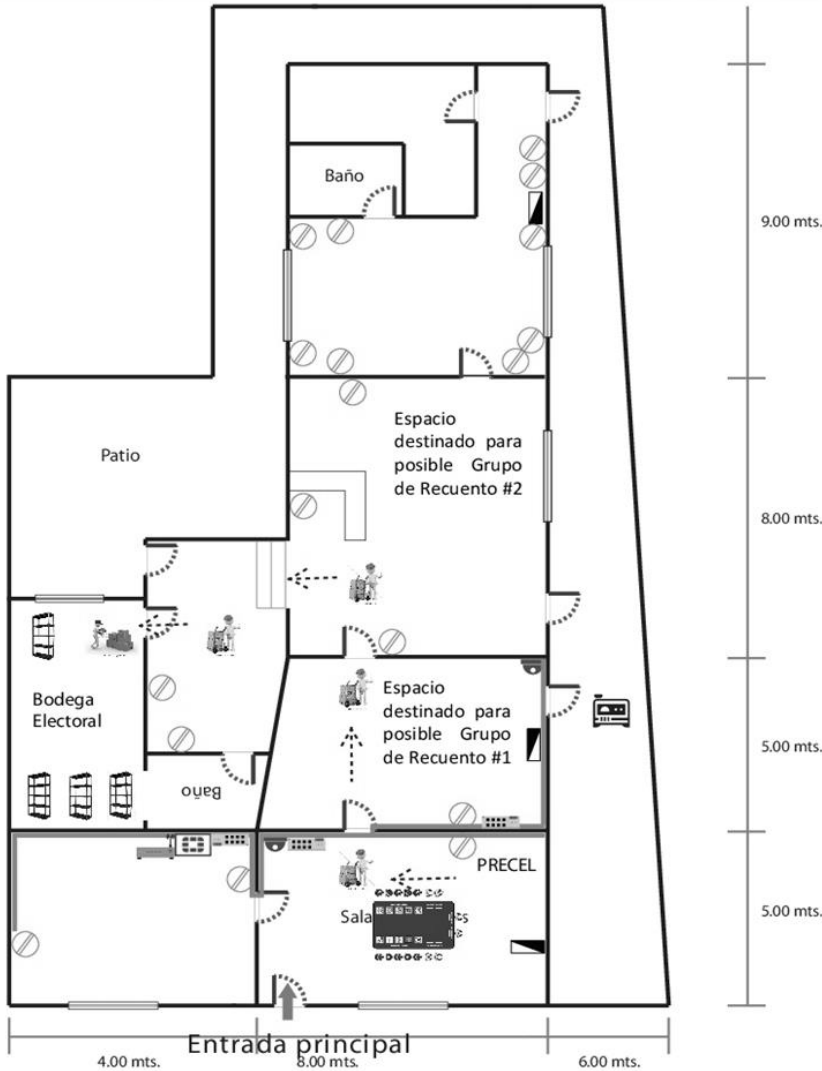 Baño
9.00 mts.
Espacio
destinado para
posible Grupo
de Recuento #2
Patio
8.00 mts.
Espacio
destinado para
posible Grupo
de Recuento #1
Bodega
Electoral
5.00 mts.
Baño
PRECEL
Sala
s
5.00 mts.
Entrada principal
4.00 mts.
8.00 mts.
6.00 mts.